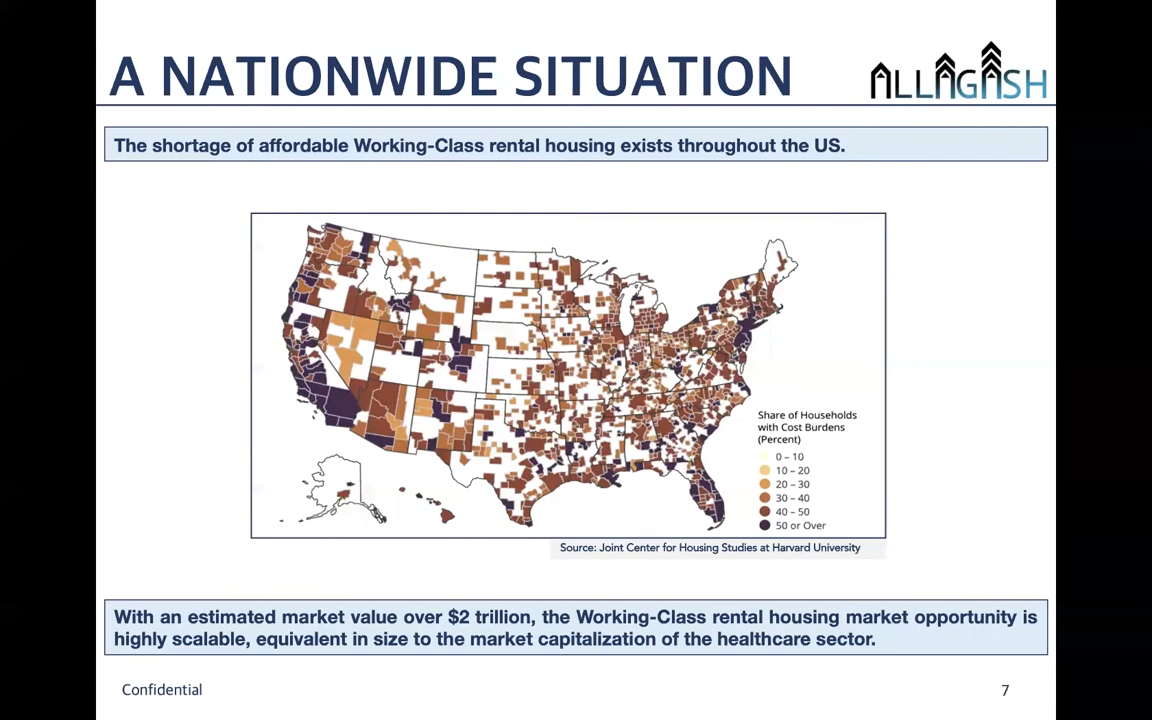 A NATIONWIDE SITUATION
ALLAGASH
The shortage of affordable Working-Class rental housing exists throughout the US.
Share of Households
with Cost Burdens
(Percent)
0 – 10
10 – 20
20 – 30
30 – 40
40 – 50
50 or Over
Source: Joint Center for Housing Studies at Harvard University
With an estimated market value over $2 trillion, the Working-Class rental housing market opportunity is
highly scalable, equivalent in size to the market capitalization of the healthcare sector.
Confidential
7